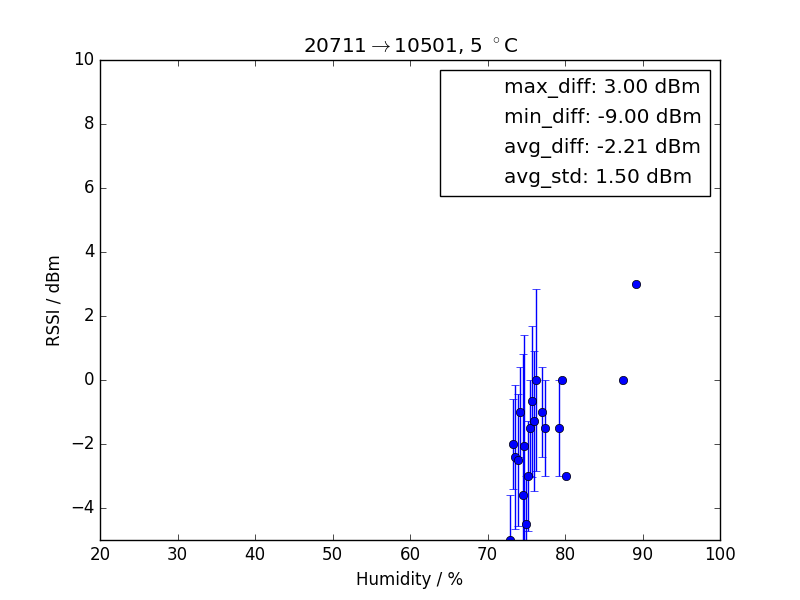 20711→10501, 5 °C
max_diff: 3.00 dBm
min_diff: -9.00 dBm
avg_diff: -2.21 dBm
avg_std: 1.50 dBm
RSSI / dBm
10
8
6
4
2
0
−2
−4
20 30 40 50 60 70 80 90 100
Humidity / %